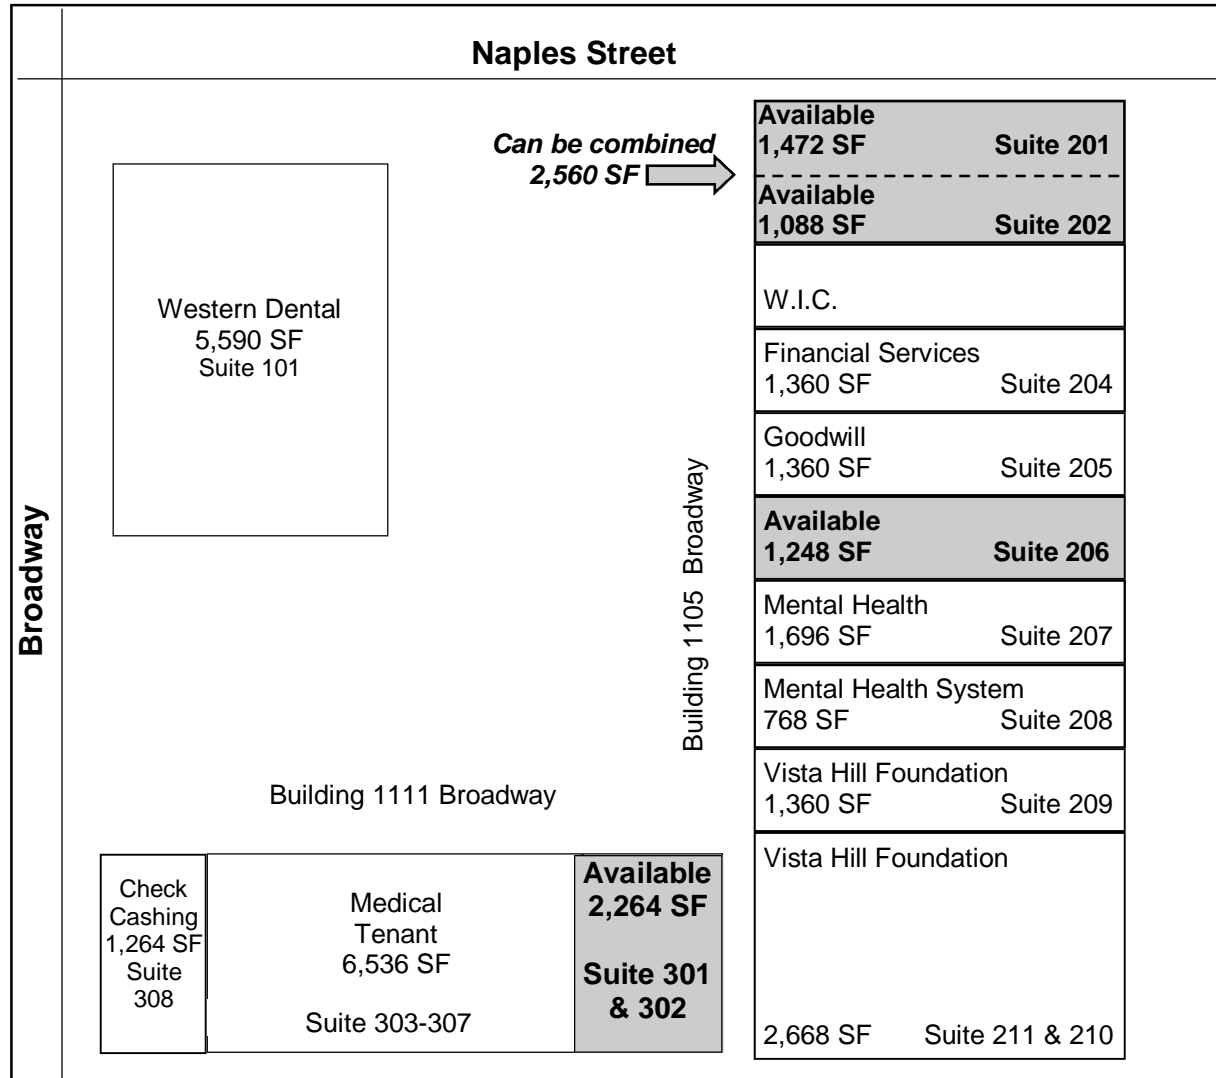 Naples Street
Broadway
Can be combined
2,560 SF
Available
1,472 SF Suite 201
Available
1,088 SF Suite 202
W.I.C.
Financial Services
1,360 SF Suite 204
Goodwill
1,360 SF Suite 205
Available
1,248 SF Suite 206
Mental Health
1,696 SF Suite 207
Mental Health System
768 SF Suite 208
Vista Hill Foundation
1,360 SF Suite 209
Vista Hill Foundation
2,668 SF Suite 211 & 210
Western Dental
5,590 SF
Suite 101
Building 1105 Broadway
Building 1111 Broadway
Check
Cashing
1,264 SF
Suite
308
Medical
Tenant
6,536 SF
Suite 303-307
Available
2,264 SF
Suite 301
& 302